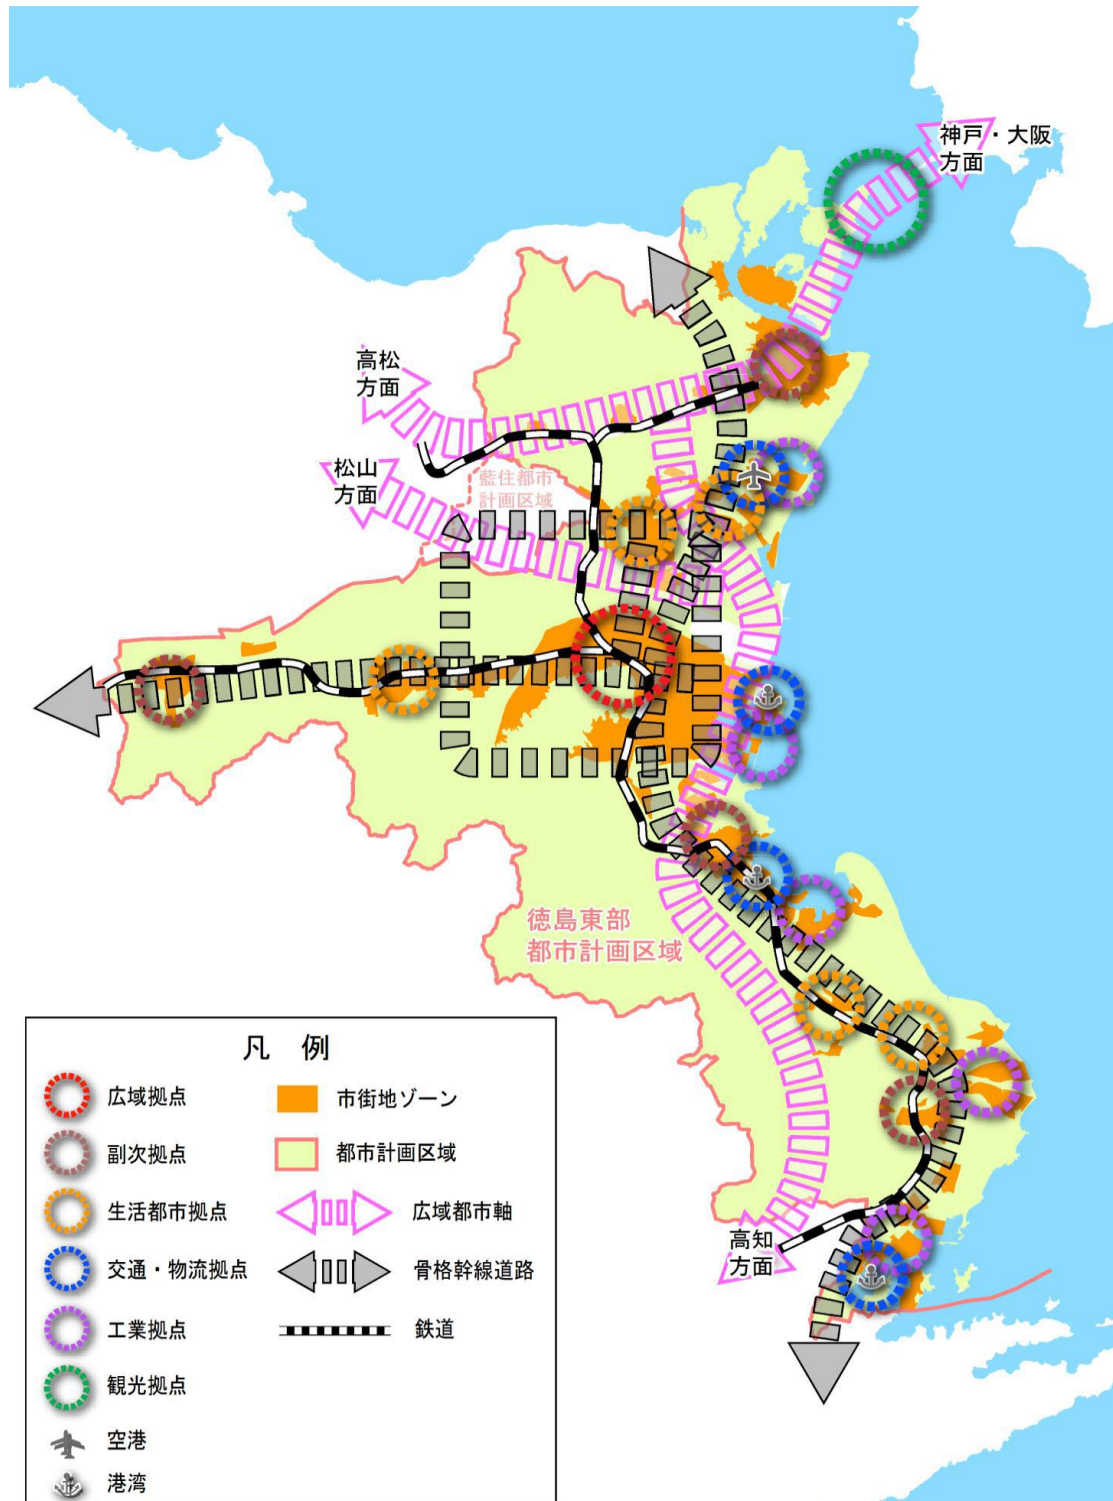 神戸・大阪
方面
高松
方面
松山
方面
藍住都市
計画区域
徳島東部
都市計画区域
高知
方面
凡 例
広域拠点
副次拠点
生活都市拠点
交通・物流拠点
工業拠点
観光拠点
空港
港湾
市街地ゾーン
都市計画区域
広域都市軸
骨格幹線道路
鉄道